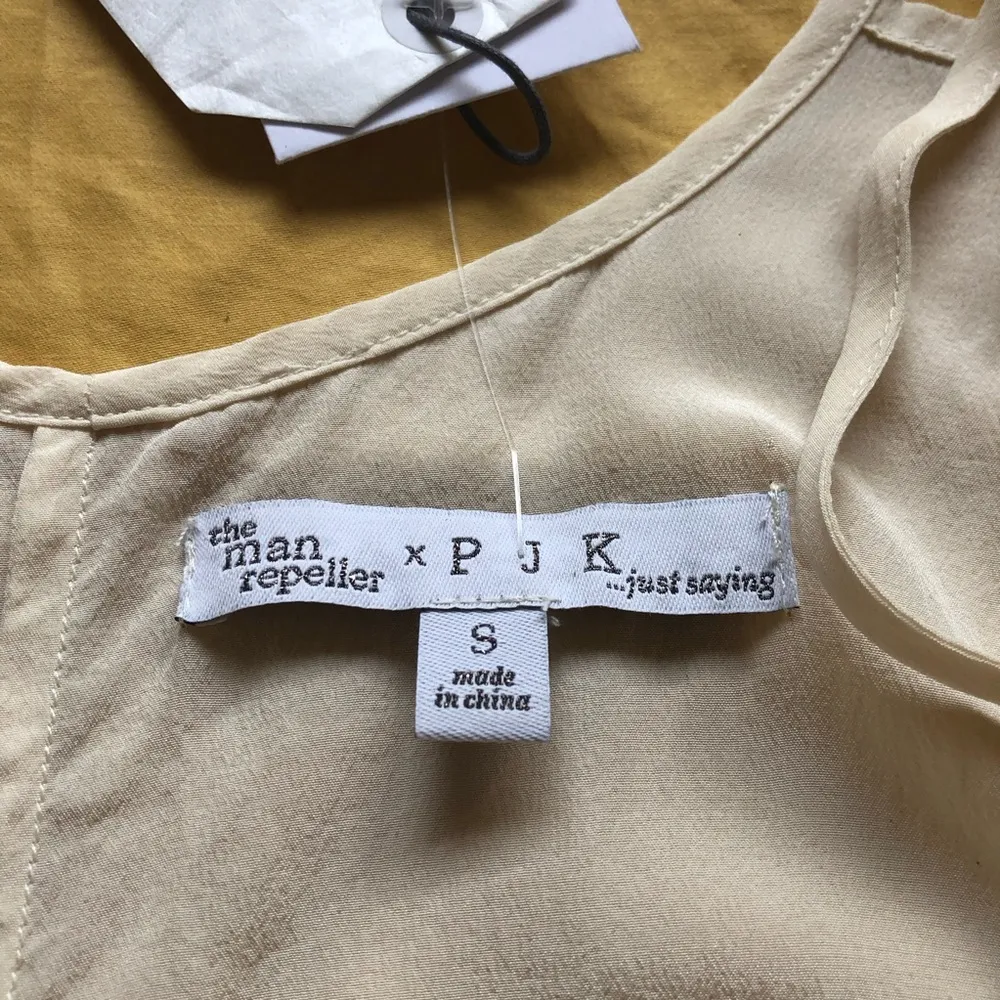 the
man
repeller
x P J K
...just saying
S
made
in china